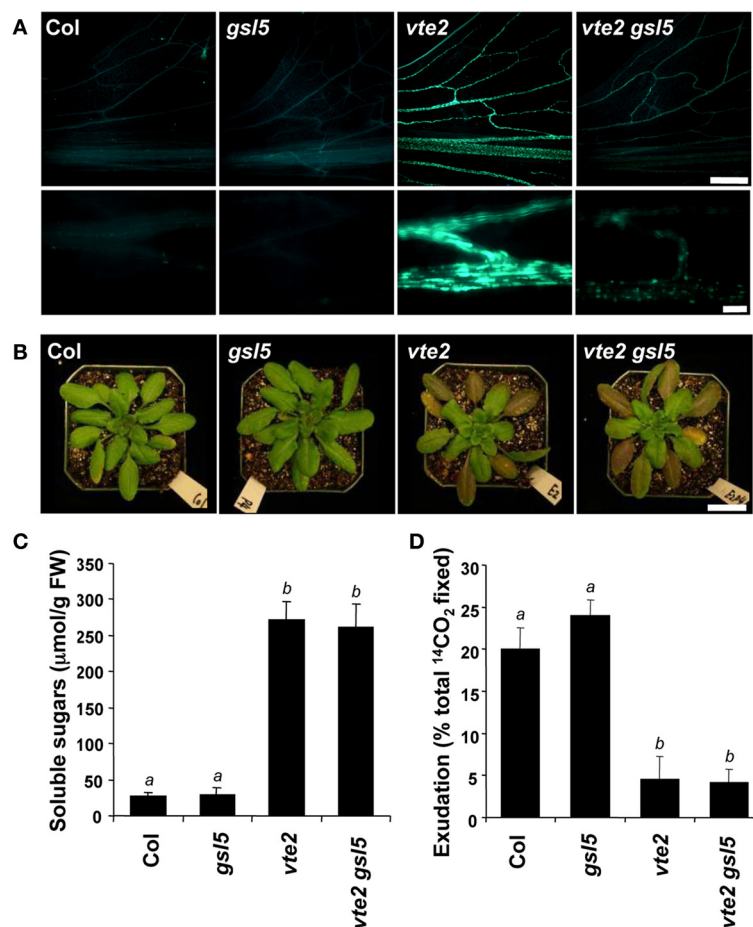 A
Col
gsl5
vte2
vte2 gsl5
B
Col
gsl5
vte2
vte2 gsl5
E2
C
Soluble sugars (µmol/g FW)
400
350
300
250
200
150
100
50
0
a
a
b
b
Col
gsl5
vte2
vte2 gsl5
D
Exudation (% total ¹⁴CO₂ fixed)
30
25
20
15
10
5
0
a
a
b
b
Col
gsl5
vte2
vte2 gsl5